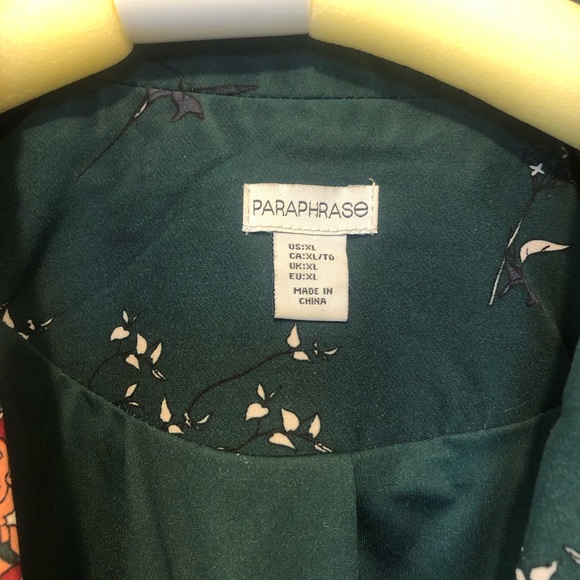 PARAPHRASe
US:XL
CA:XL/TG
UK:XL
EU:XL
MADE IN
CHINA